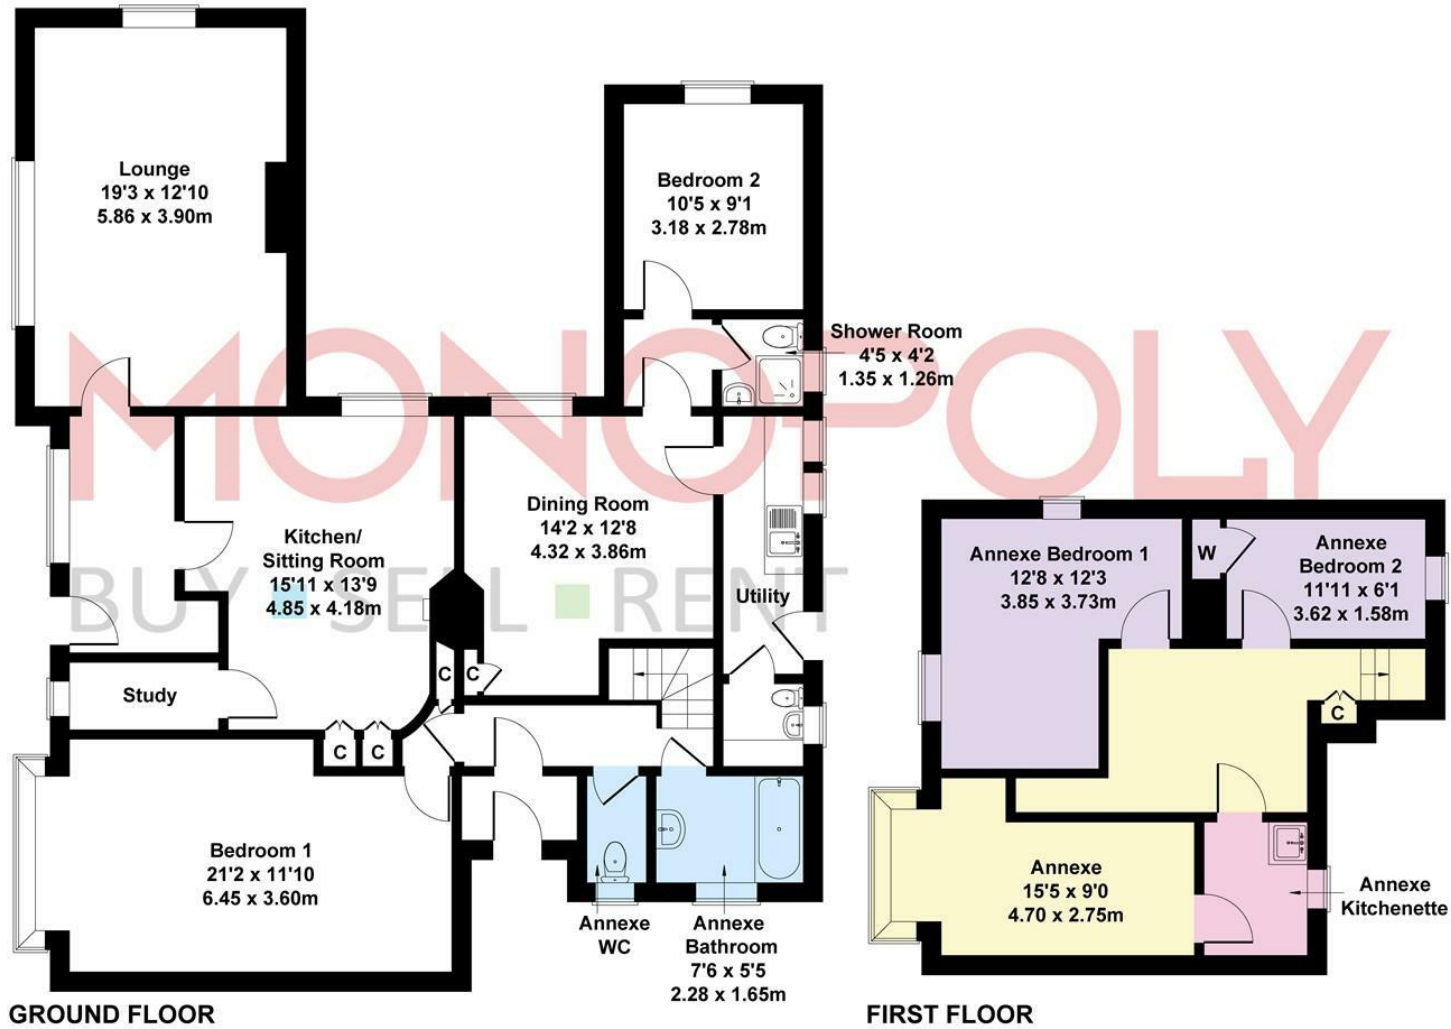 Lounge
19'3 x 12'10
5.86 x 3.90m
Bedroom 2
10'5 x 9'1
3.18 x 2.78m
Shower Room
4'5 x 4'2
1.35 x 1.26m
MONOPOLY
BUY SELL RENT
Kitchen/
Sitting Room
15'11 x 13'9
4.85 x 4.18m
Dining Room
14'2 x 12'8
4.32 x 3.86m
Utility
Study
C
C
C
C
Bedroom 1
21'2 x 11'10
6.45 x 3.60m
Annexe
WC
Annexe
Bathroom
7'6 x 5'5
2.28 x 1.65m
GROUND FLOOR
Annexe Bedroom 1
12'8 x 12'3
3.85 x 3.73m
W
Annexe
Bedroom 2
11'11 x 6'1
3.62 x 1.58m
C
Annexe
15'5 x 9'0
4.70 x 2.75m
Annexe
Kitchenette
FIRST FLOOR